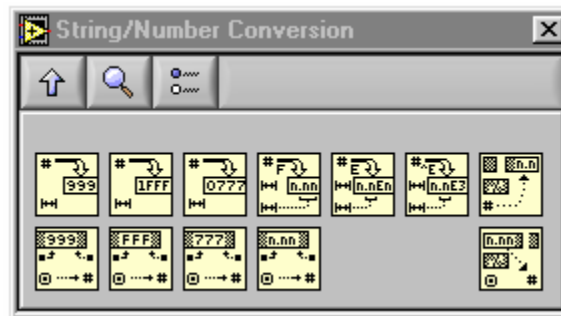 String/Number Conversion
# 999 # 1FFF # 0777 # F n.nn # E n.nEn #^E n.nE3 n.n % #
999 # FFF # 777 # n.nn # n.nn % #